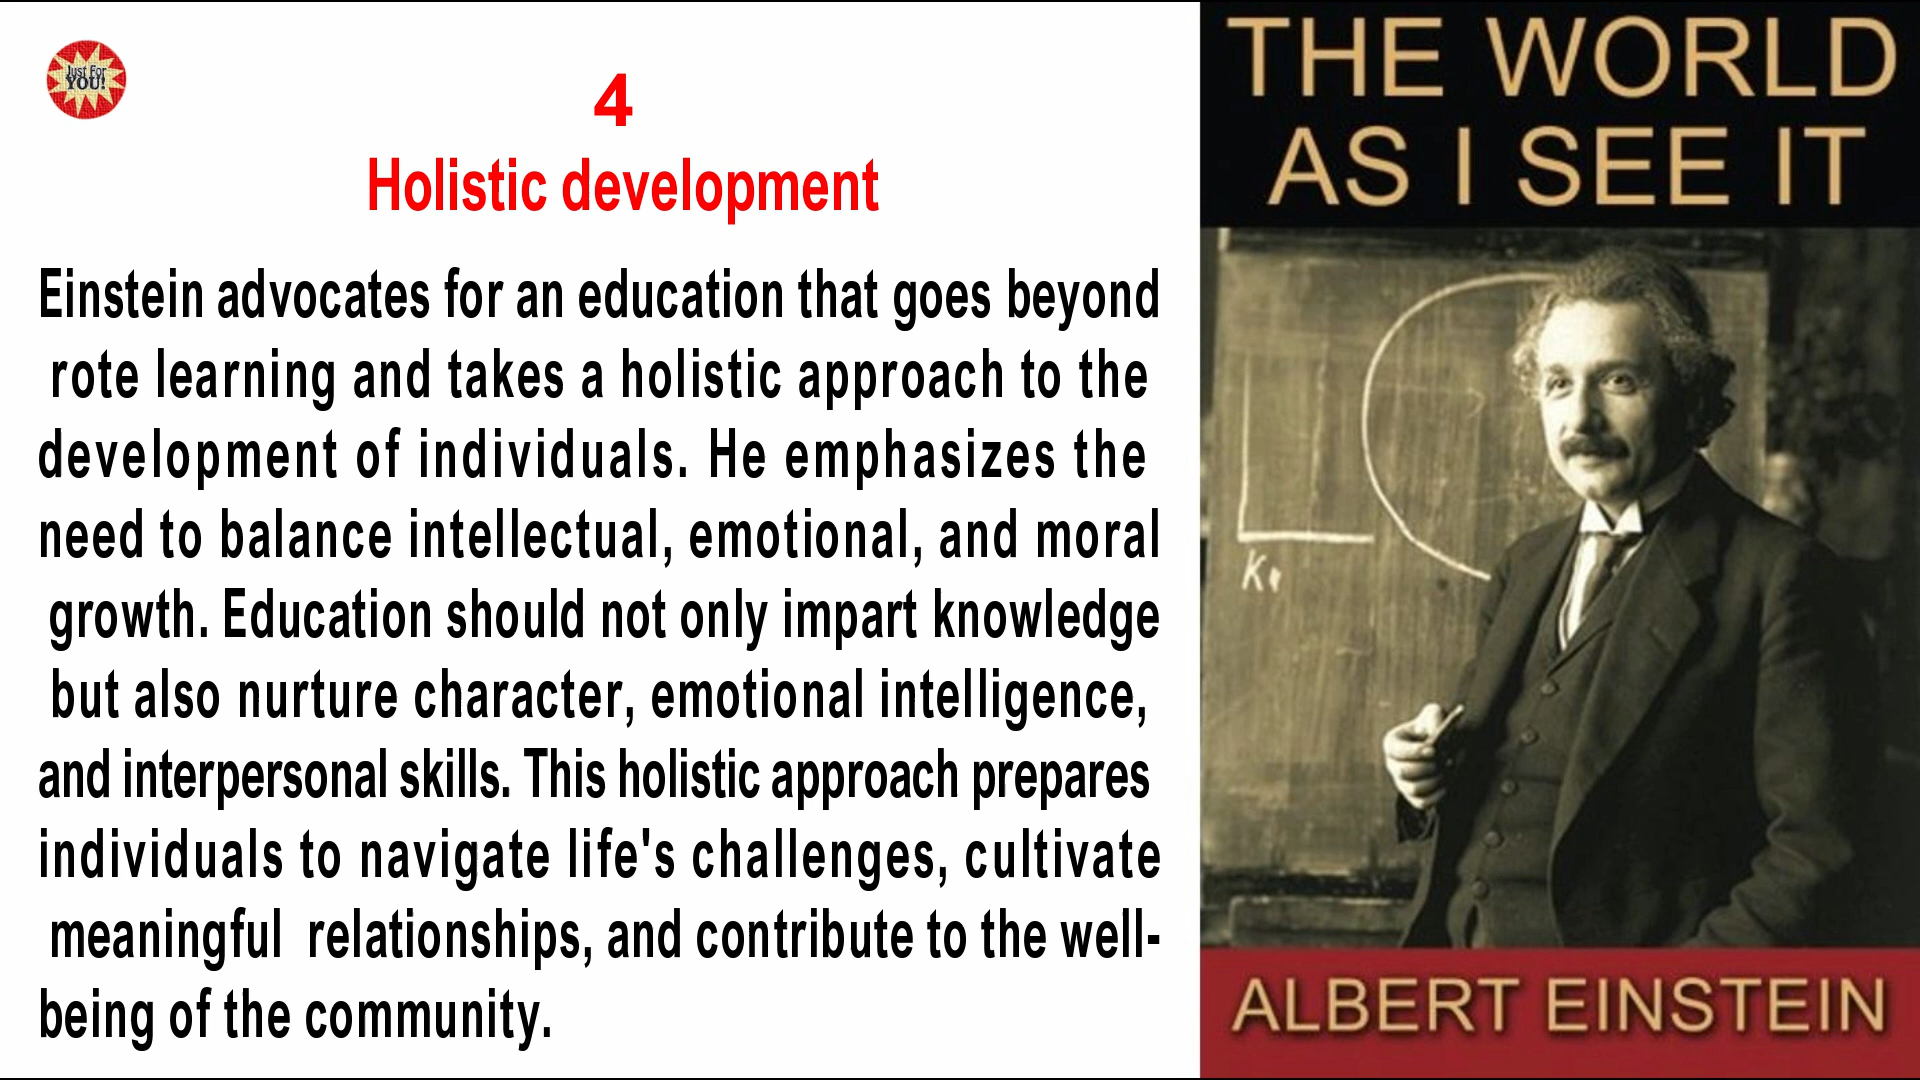 Just For
YOU!
4
Holistic development
Einstein advocates for an education that goes beyond
rote learning and takes a holistic approach to the
development of individuals. He emphasizes the
need to balance intellectual, emotional, and moral
growth. Education should not only impart knowledge
but also nurture character, emotional intelligence,
and interpersonal skills. This holistic approach prepares
individuals to navigate life's challenges, cultivate
meaningful relationships, and contribute to the well-
being of the community.
THE WORLD
AS I SEE IT
K1
ALBERT EINSTEIN